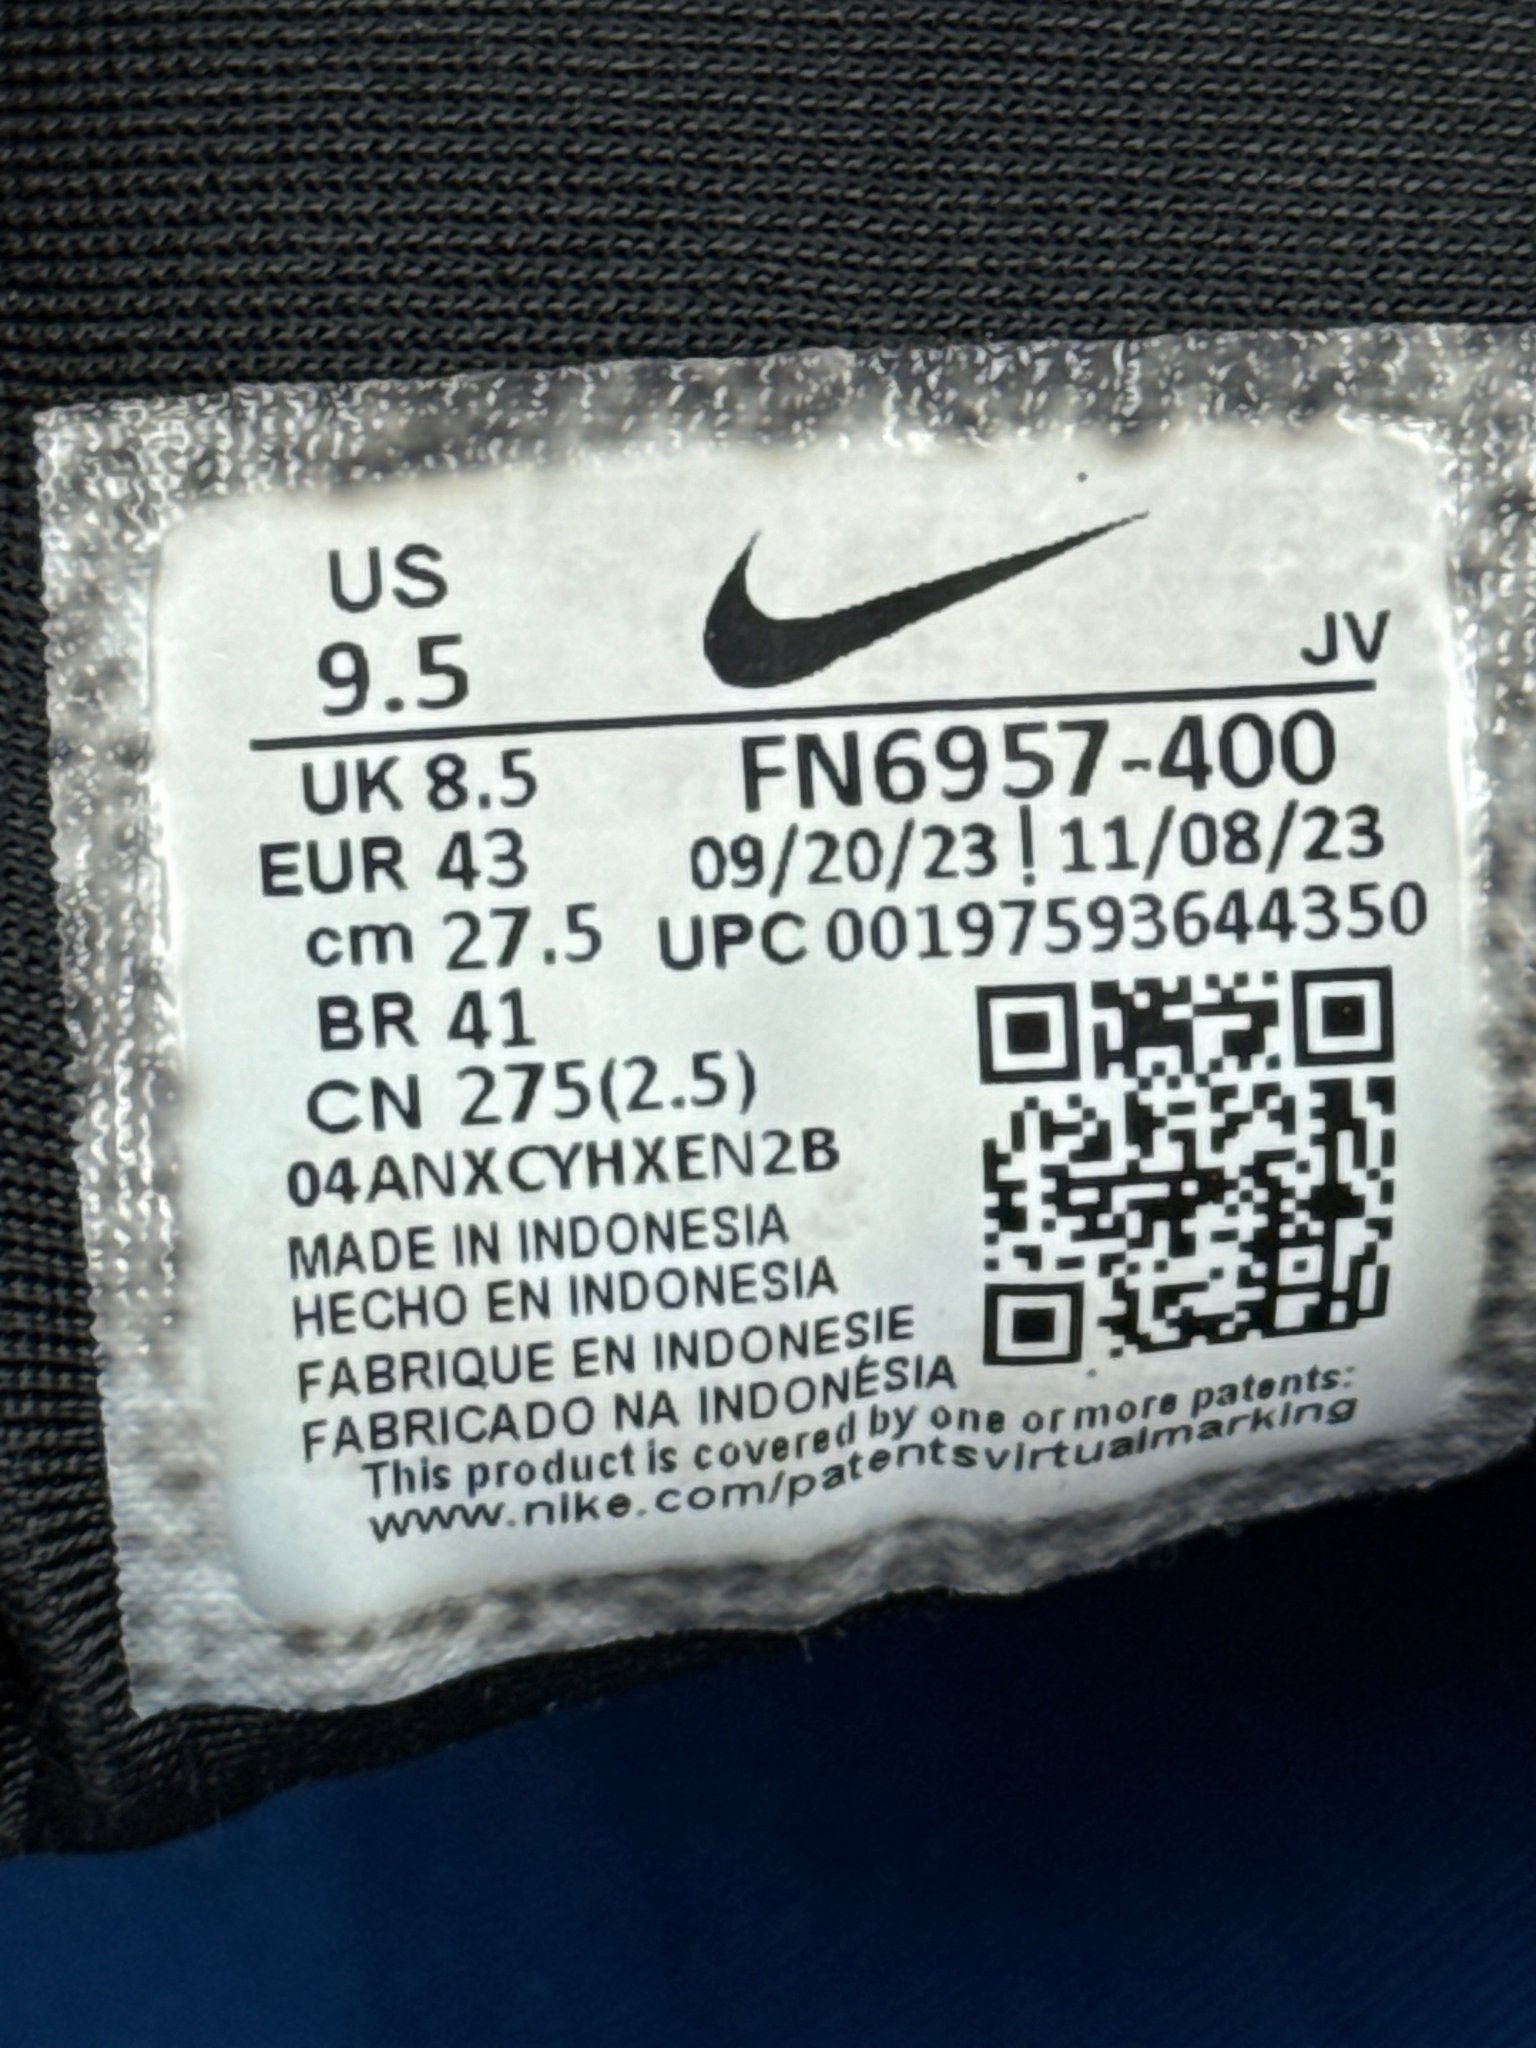 US
9.5
JV
UK 8.5
EUR 43
cm 27.5
BR 41
CN 275(2.5)
FN6957-400
09/20/23 | 11/08/23
UPC 00197593644350
04ANXCYHXEN2B
MADE IN INDONESIA
HECHO EN INDONESIA
FABRIQUE EN INDONESIE
FABRICADO NA INDONÉSIA
This product is covered by one or more patents:
www.nike.com/patentsvirtualmarking